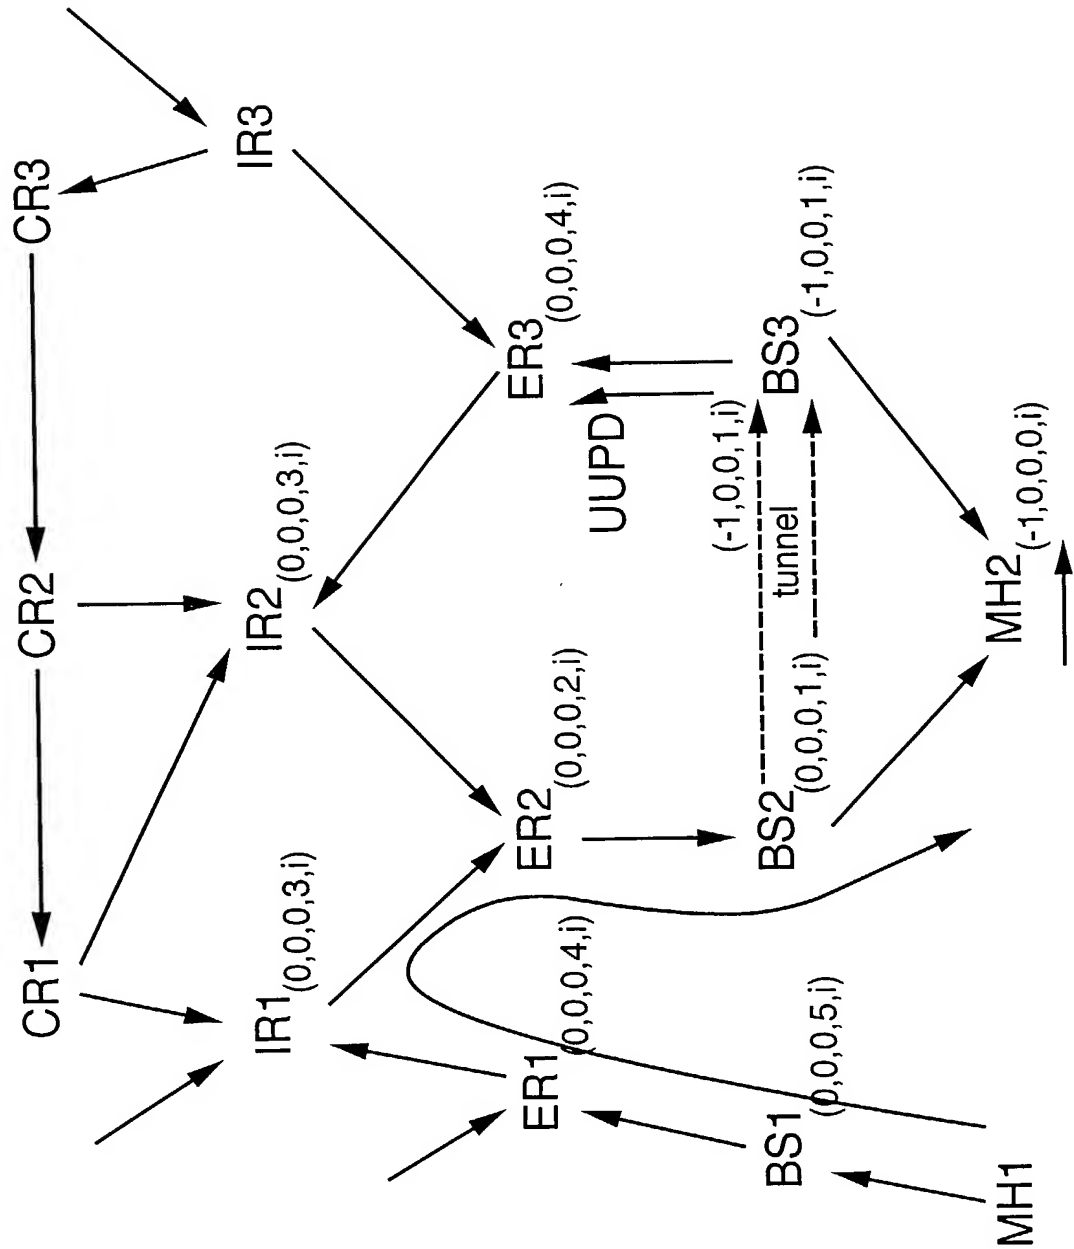 CR1
CR2
CR3
IR1(0,0,0,3,i)
IR2(0,0,0,3,i)
IR3
ER1(0,0,0,4,i)
ER2(0,0,0,2,i)
ER3(0,0,0,4,i)
UUPD
(-1,0,0,1,i)
tunnel
BS1(0,0,0,5,i)
BS2(0,0,0,1,i)
BS3(-1,0,0,1,i)
MH1
MH2(-1,0,0,0,i)